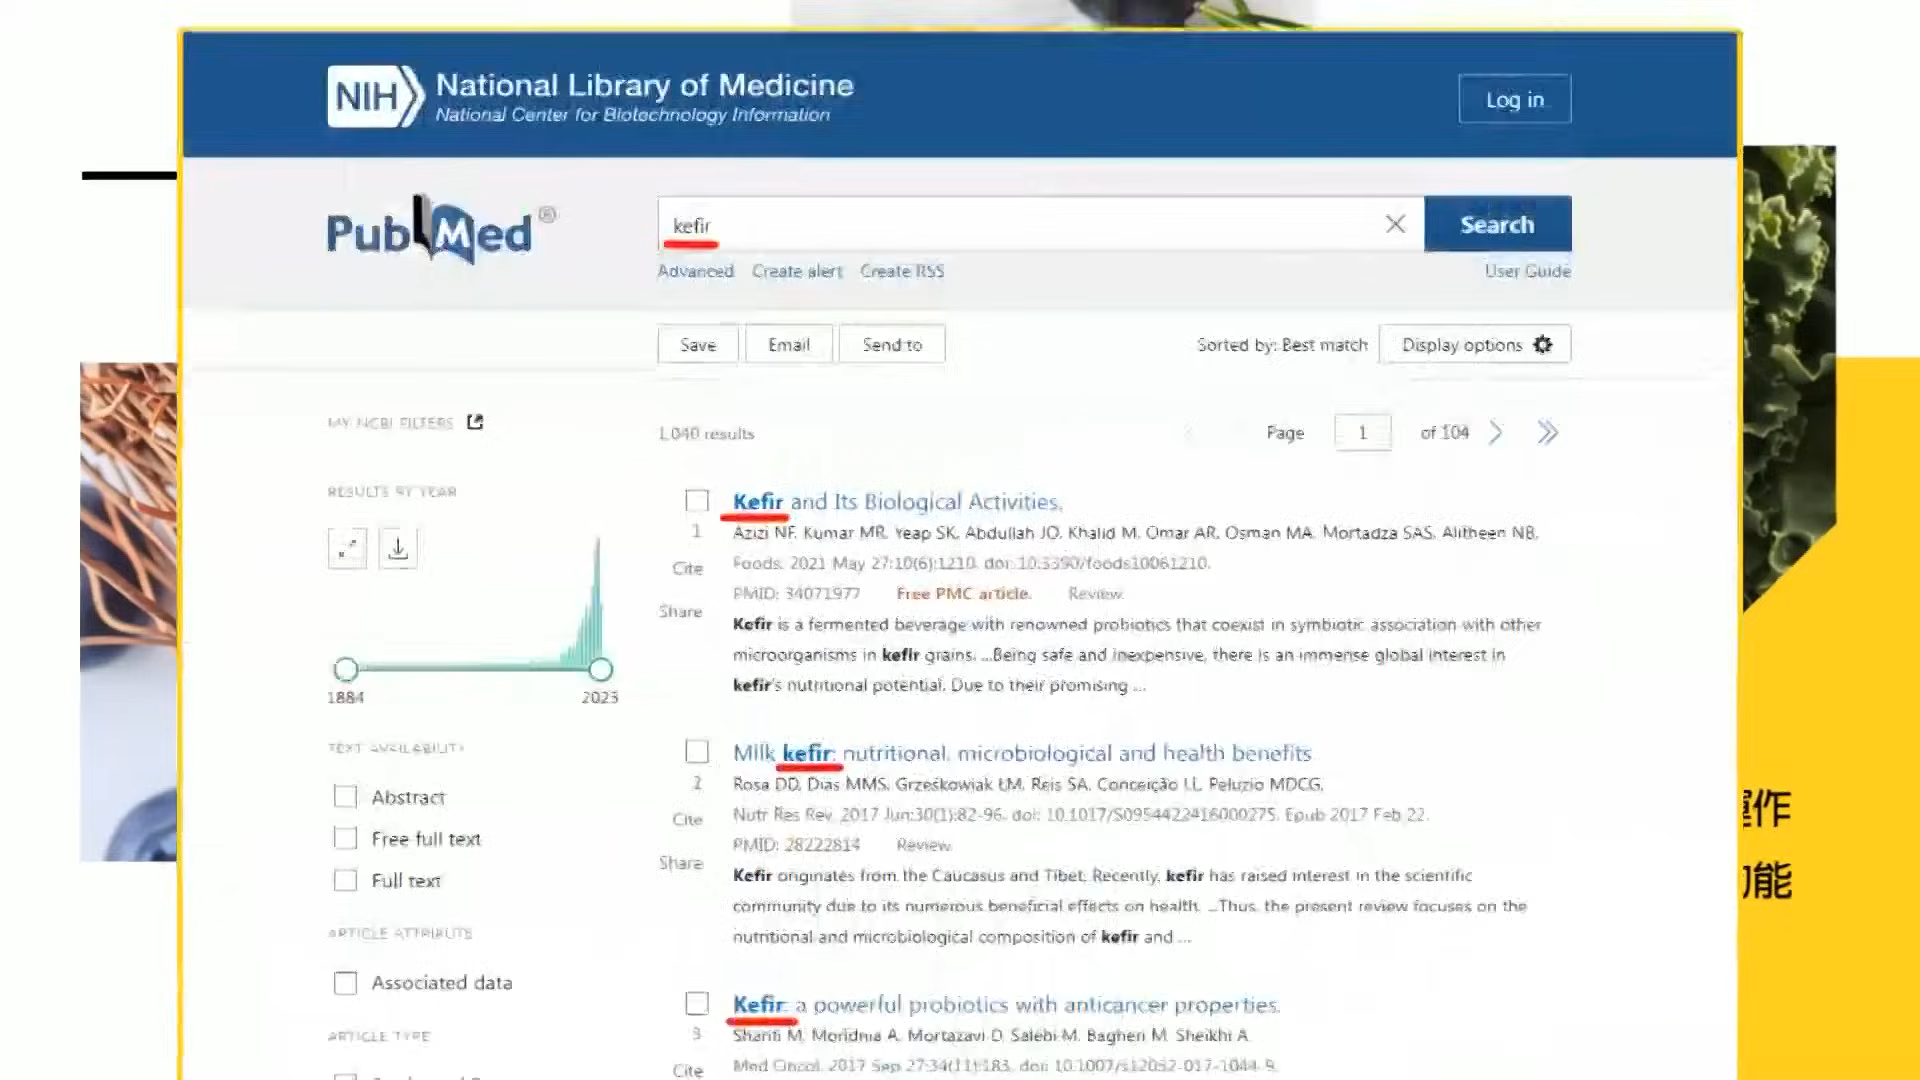 NIH National Library of Medicine
National Center for Biotechnology Information
Log in
PubMed®
kefir
Search
Advanced Create alert Create RSS
User Guide
Save Email Send to
Sorted by: Best match Display options
MY NCBI FILTERS
1,040 results
Page 1 of 104
RESULTS BY YEAR
1884 2023
TEXT AVAILABILITY
Abstract
Free full text
Full text
ARTICLE ATTRIBUTE
Associated data
ARTICLE TYPE
Kefir and Its Biological Activities.
1
Azizi NF, Kumar MR, Yeap SK, Abdullah JO, Khalid M, Omar AR, Osman MA, Mortadza SAS, Alitheen NB.
Cite
Foods. 2021 May 27;10(6):1210. doi: 10.3390/foods10061210.
PMID: 34071977 Free PMC article. Review.
Share
Kefir is a fermented beverage with renowned probiotics that coexist in symbiotic association with other
microorganisms in kefir grains. ...Being safe and inexpensive, there is an immense global interest in
kefir's nutritional potential. Due to their promising ...
Milk kefir: nutritional, microbiological and health benefits
2
Rosa DD, Dias MMS, Grześkowiak ŁM, Reis SA, Conceição LL, Peluzio MDCG.
Cite
Nutr Res Rev. 2017 Jun;30(1):82-96. doi: 10.1017/S0954422416000275. Epub 2017 Feb 22.
PMID: 28222814 Review.
Share
Kefir originates from the Caucasus and Tibet. Recently, kefir has raised interest in the scientific
community due to its numerous beneficial effects on health. ...Thus, the present review focuses on the
nutritional and microbiological composition of kefir and ...
Kefir: a powerful probiotics with anticancer properties.
3
Sharifi M, Moridnia A, Mortazavi D, Salehi M, Bagheri M, Sheikhi A.
Cite
Med Oncol. 2017 Sep 27;34(11):183. doi: 10.1007/s12032-017-1044-9.
作
能